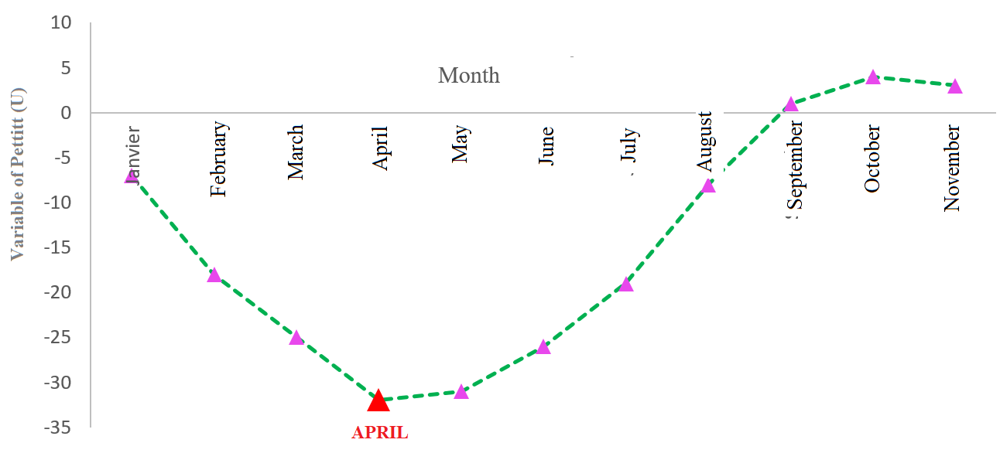 Variable of Pettitt (U)
10
5
0
-5
-10
-15
-20
-25
-30
-35
Month
Janvier
February
March
April
May
June
July
August
September
October
November
APRIL